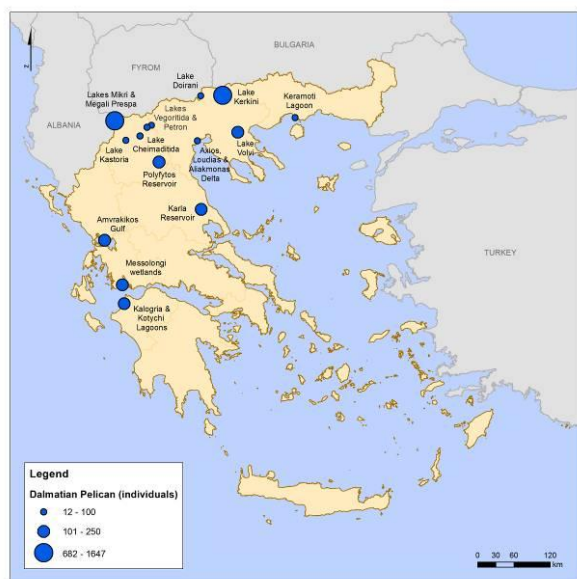 BULGARIA
FYROM
Lake
Doirani
Lakes Mikri &
Megali Prespa
Lake
Kerkini
Keramoti
Lagoon
Lakes
Vegoritida &
Petron
ALBANIA
Lake
Kastoria
Lake
Cheimaditida
Axios,
Loudias &
Aliakmonas
Delta
Lake
Volvi
Polyfytos
Reservoir
Karla
Reservoir
Amvrakikos
Gulf
TURKEY
Messolongi
wetlands
Kalogria &
Kotychi
Lagoons
Legend
Dalmatian Pelican (individuals)
12 - 100
101 - 250
682 - 1647
0 30 60 120
km
z